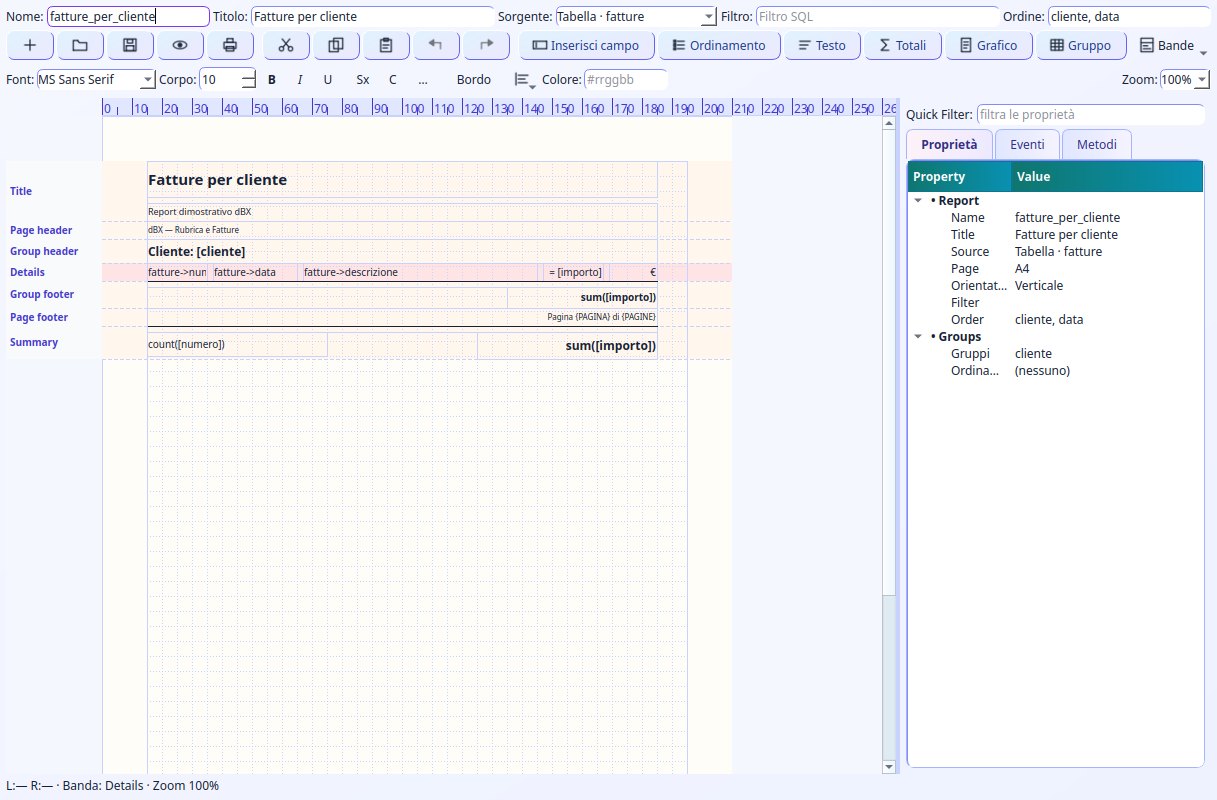 Nome: fatture_per_cliente Titolo: Fatture per cliente Sorgente: Tabella · fatture Filtro: Filtro SQL Ordine: cliente, data
Inserisci campo Ordinamento Testo Σ Totali Grafico Gruppo Bande
Font: MS Sans Serif Corpo: 10 B I U Sx C ... Bordo Colore: #rrggbb Zoom: 100%
0 10 20 30 40 50 60 70 80 90 100 110 120 130 140 150 160 170 180 190 200 210 220 230 240 250 26
Quick Filter: filtra le proprietà
Proprietà Eventi Metodi
Property Value
Title
Fatture per cliente
Report dimostrativo dBX
Page header dBX — Rubrica e Fatture
Group header Cliente: [cliente]
Details fatture->nun fatture->data fatture->descrizione = [importo] €
Group footer sum([importo])
Page footer Pagina {PAGINA} di {PAGINE}
Summary count([numero]) sum([importo])
• Report
Name fatture_per_cliente
Title Fatture per cliente
Source Tabella · fatture
Page A4
Orientat... Verticale
Filter
Order cliente, data
• Groups
Gruppi cliente
Ordina... (nessuno)
L:— R:— · Banda: Details · Zoom 100%